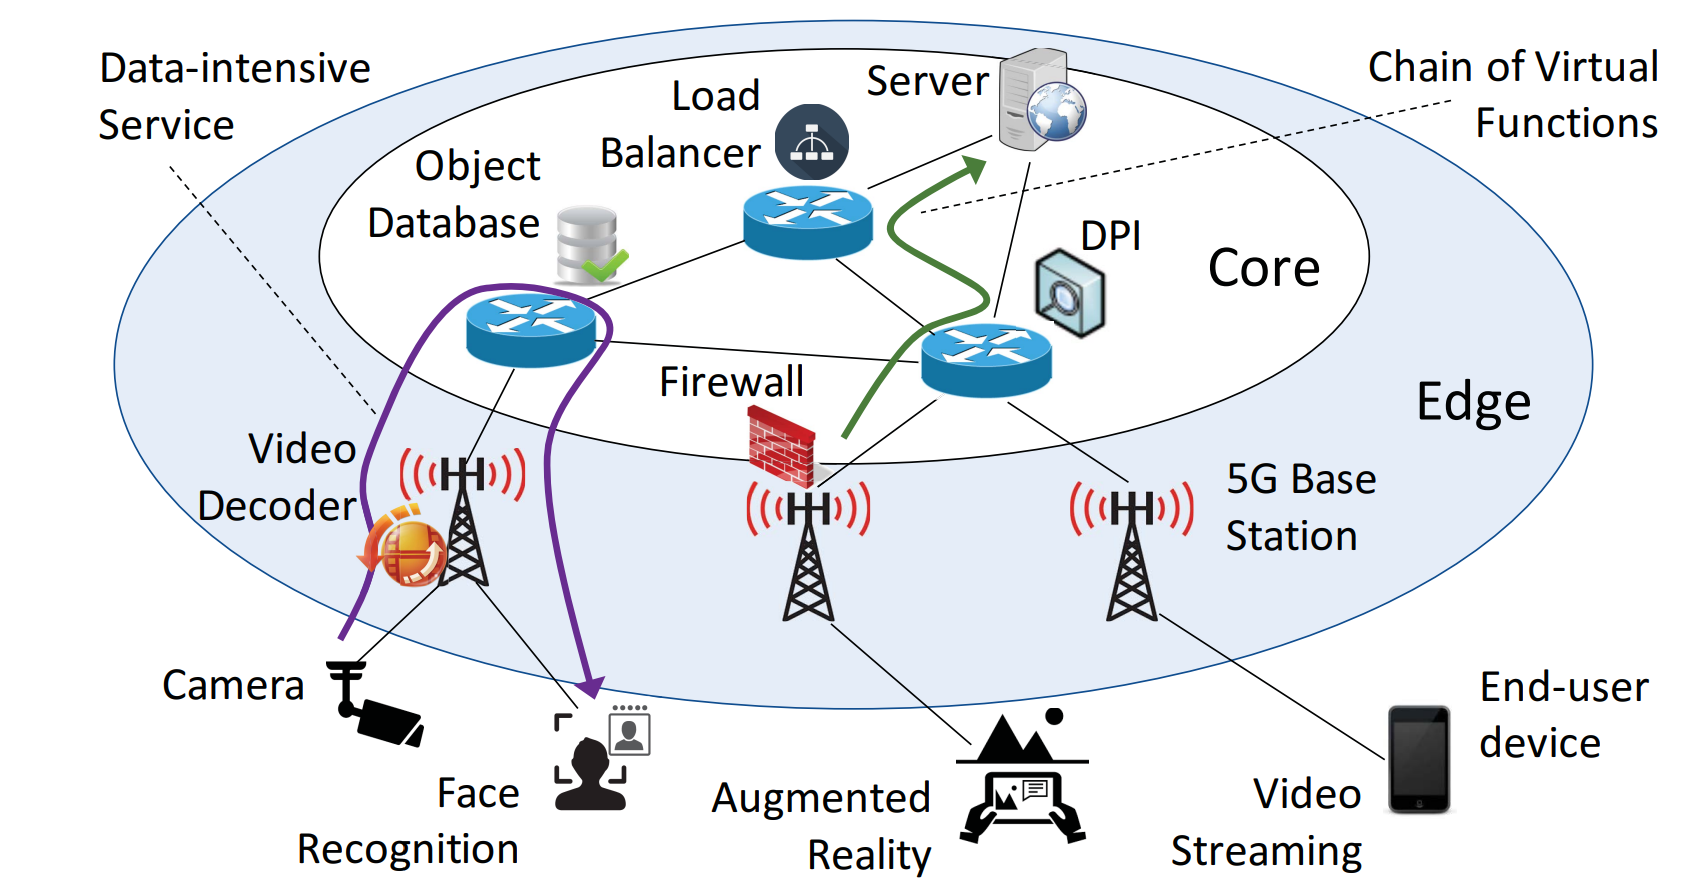 Data-intensive
Service
Load
Balancer
Server
Chain of Virtual
Functions
Object
Database
DPI
Core
Firewall
Edge
Video
Decoder
5G Base
Station
Camera
End-user
device
Face
Recognition
Augmented
Reality
Video
Streaming